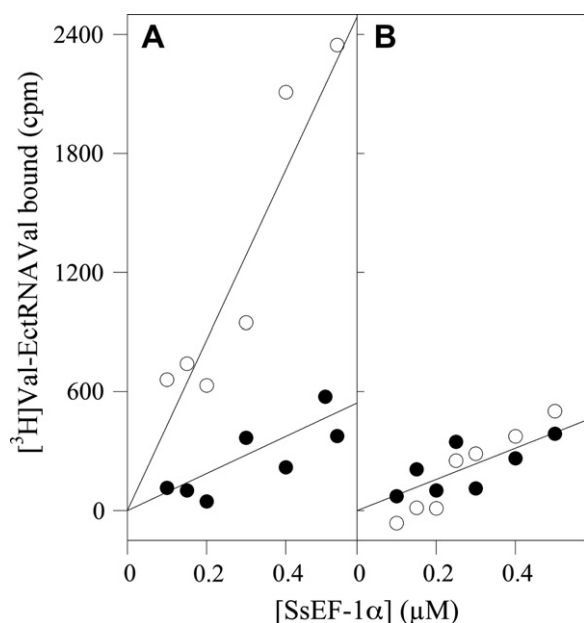 A B
2400
1800
1200
600
0
[³H]Val-EctRNAVal bound (cpm)
0 0.2 0.4 0 0.2 0.4
[SsEF-1α] (µM)